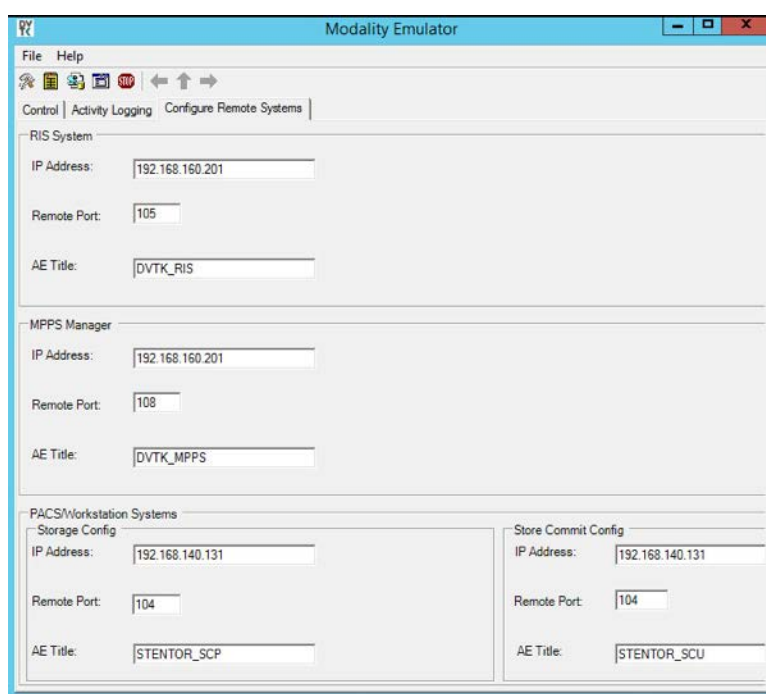 Modality Emulator
File Help
STOP
Control Activity Logging Configure Remote Systems
RIS System
IP Address: 192.168.160.201
Remote Port: 105
AE Title: DVTK_RIS
MPPS Manager
IP Address: 192.168.160.201
Remote Port: 108
AE Title: DVTK_MPPS
PACS/Workstation Systems
Storage Config Store Commit Config
IP Address: 192.168.140.131 IP Address: 192.168.140.131
Remote Port: 104 Remote Port: 104
AE Title: STENTOR_SCP AE Title: STENTOR_SCU